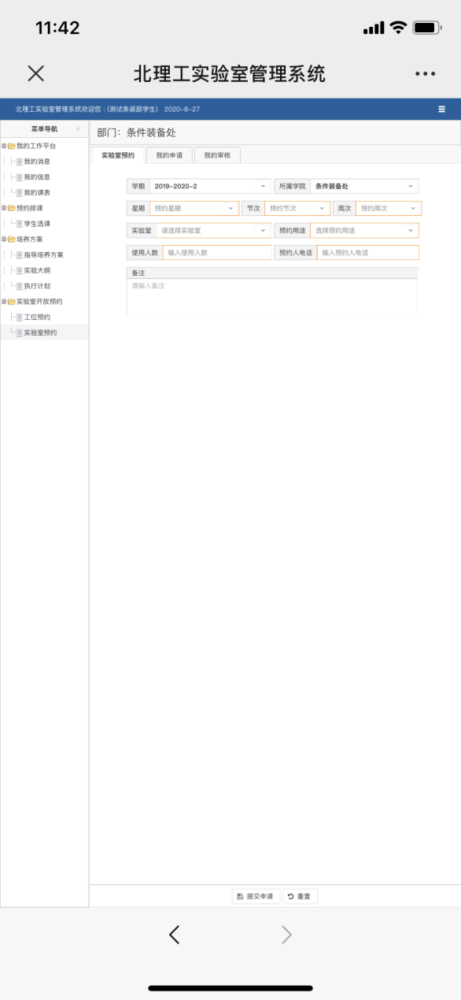 11:42
北理工实验室管理系统
北理工实验室管理系统欢迎您：(测试条装部学生) 2020-8-27
菜单导航
部门：条件装备处
我的工作平台
我的消息
我的信息
我的课表
预约排课
学生选课
培养方案
指导培养方案
实验大纲
执行计划
实验室开放预约
工位预约
实验室预约
实验室预约 我的申请 我的审核
学期 2019-2020-2 所属学院 条件装备处
星期 预约星期 节次 预约节次 周次 预约周次
实验室 请选择实验室 预约用途 选择预约用途
使用人数 输入使用人数 预约人电话 输入预约人电话
备注
请输入备注
提交申请 重置